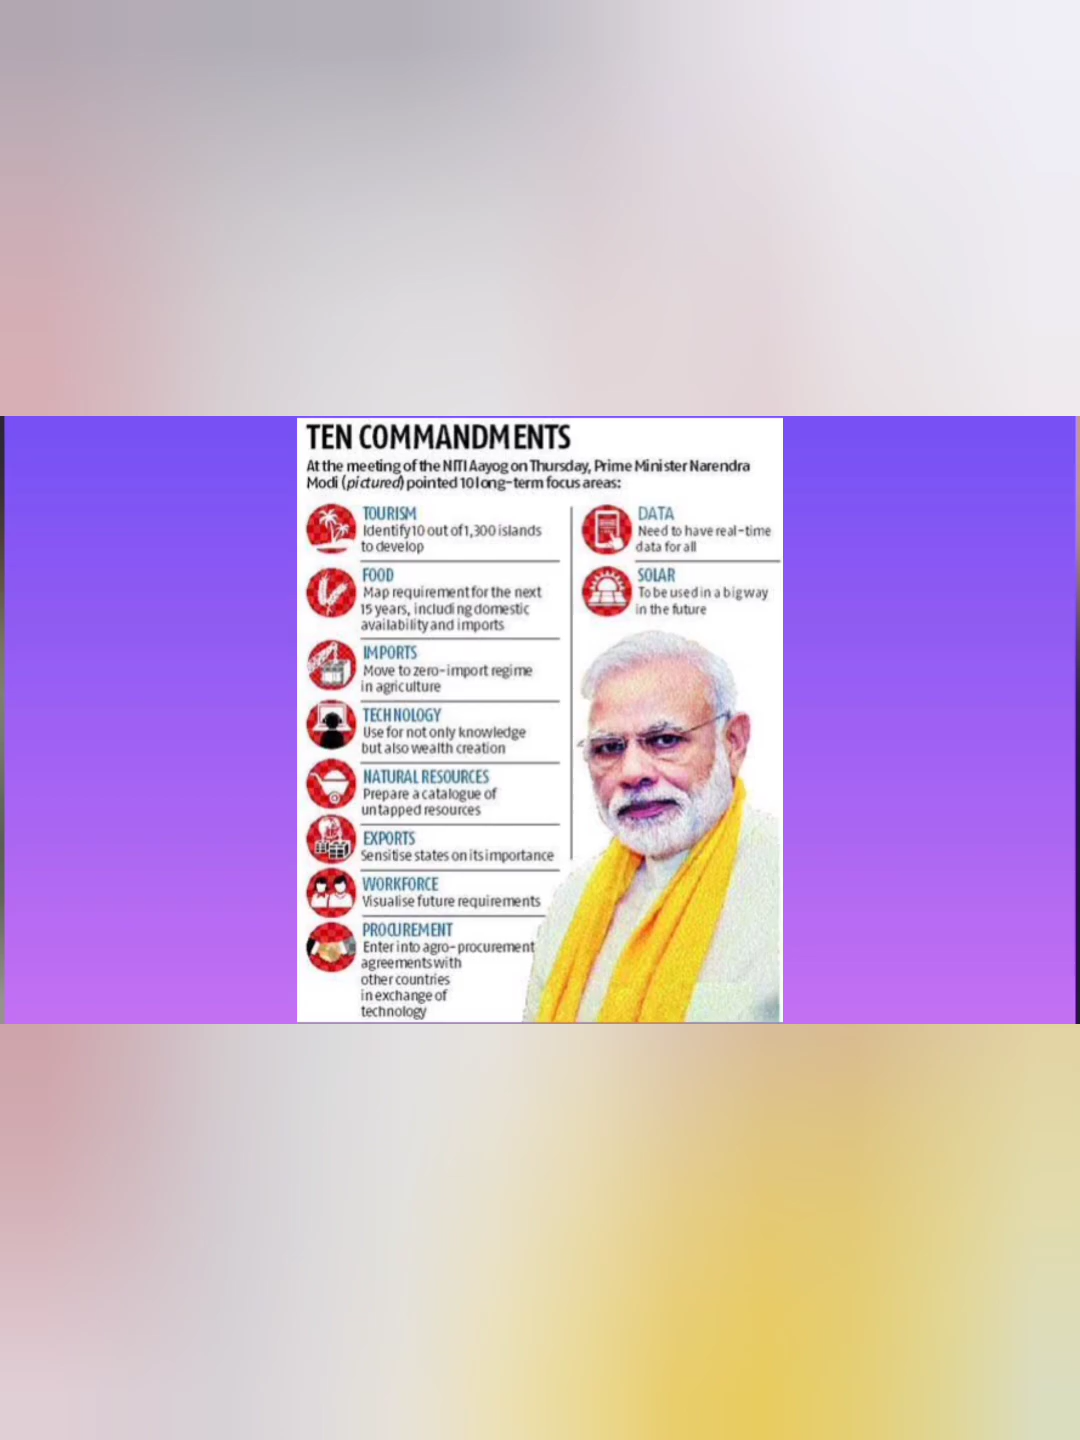 TEN COMMANDMENTS
At the meeting of the NITI Aayog on Thursday, Prime Minister Narendra
Modi (pictured) pointed 10 long-term focus areas:
TOURISM
Identify 10 out of 1,300 islands
to develop
FOOD
Map requirement for the next
15 years, including domestic
availability and imports
IMPORTS
Move to zero-import regime
in agriculture
TECHNOLOGY
Use for not only knowledge
but also wealth creation
NATURAL RESOURCES
Prepare a catalogue of
untapped resources
EXPORTS
Sensitise states on its importance
WORKFORCE
Visualise future requirements
PROCUREMENT
Enter into agro-procurement
agreements with
other countries
in exchange of
technology
DATA
Need to have real-time
data for all
SOLAR
To be used in a big way
in the future